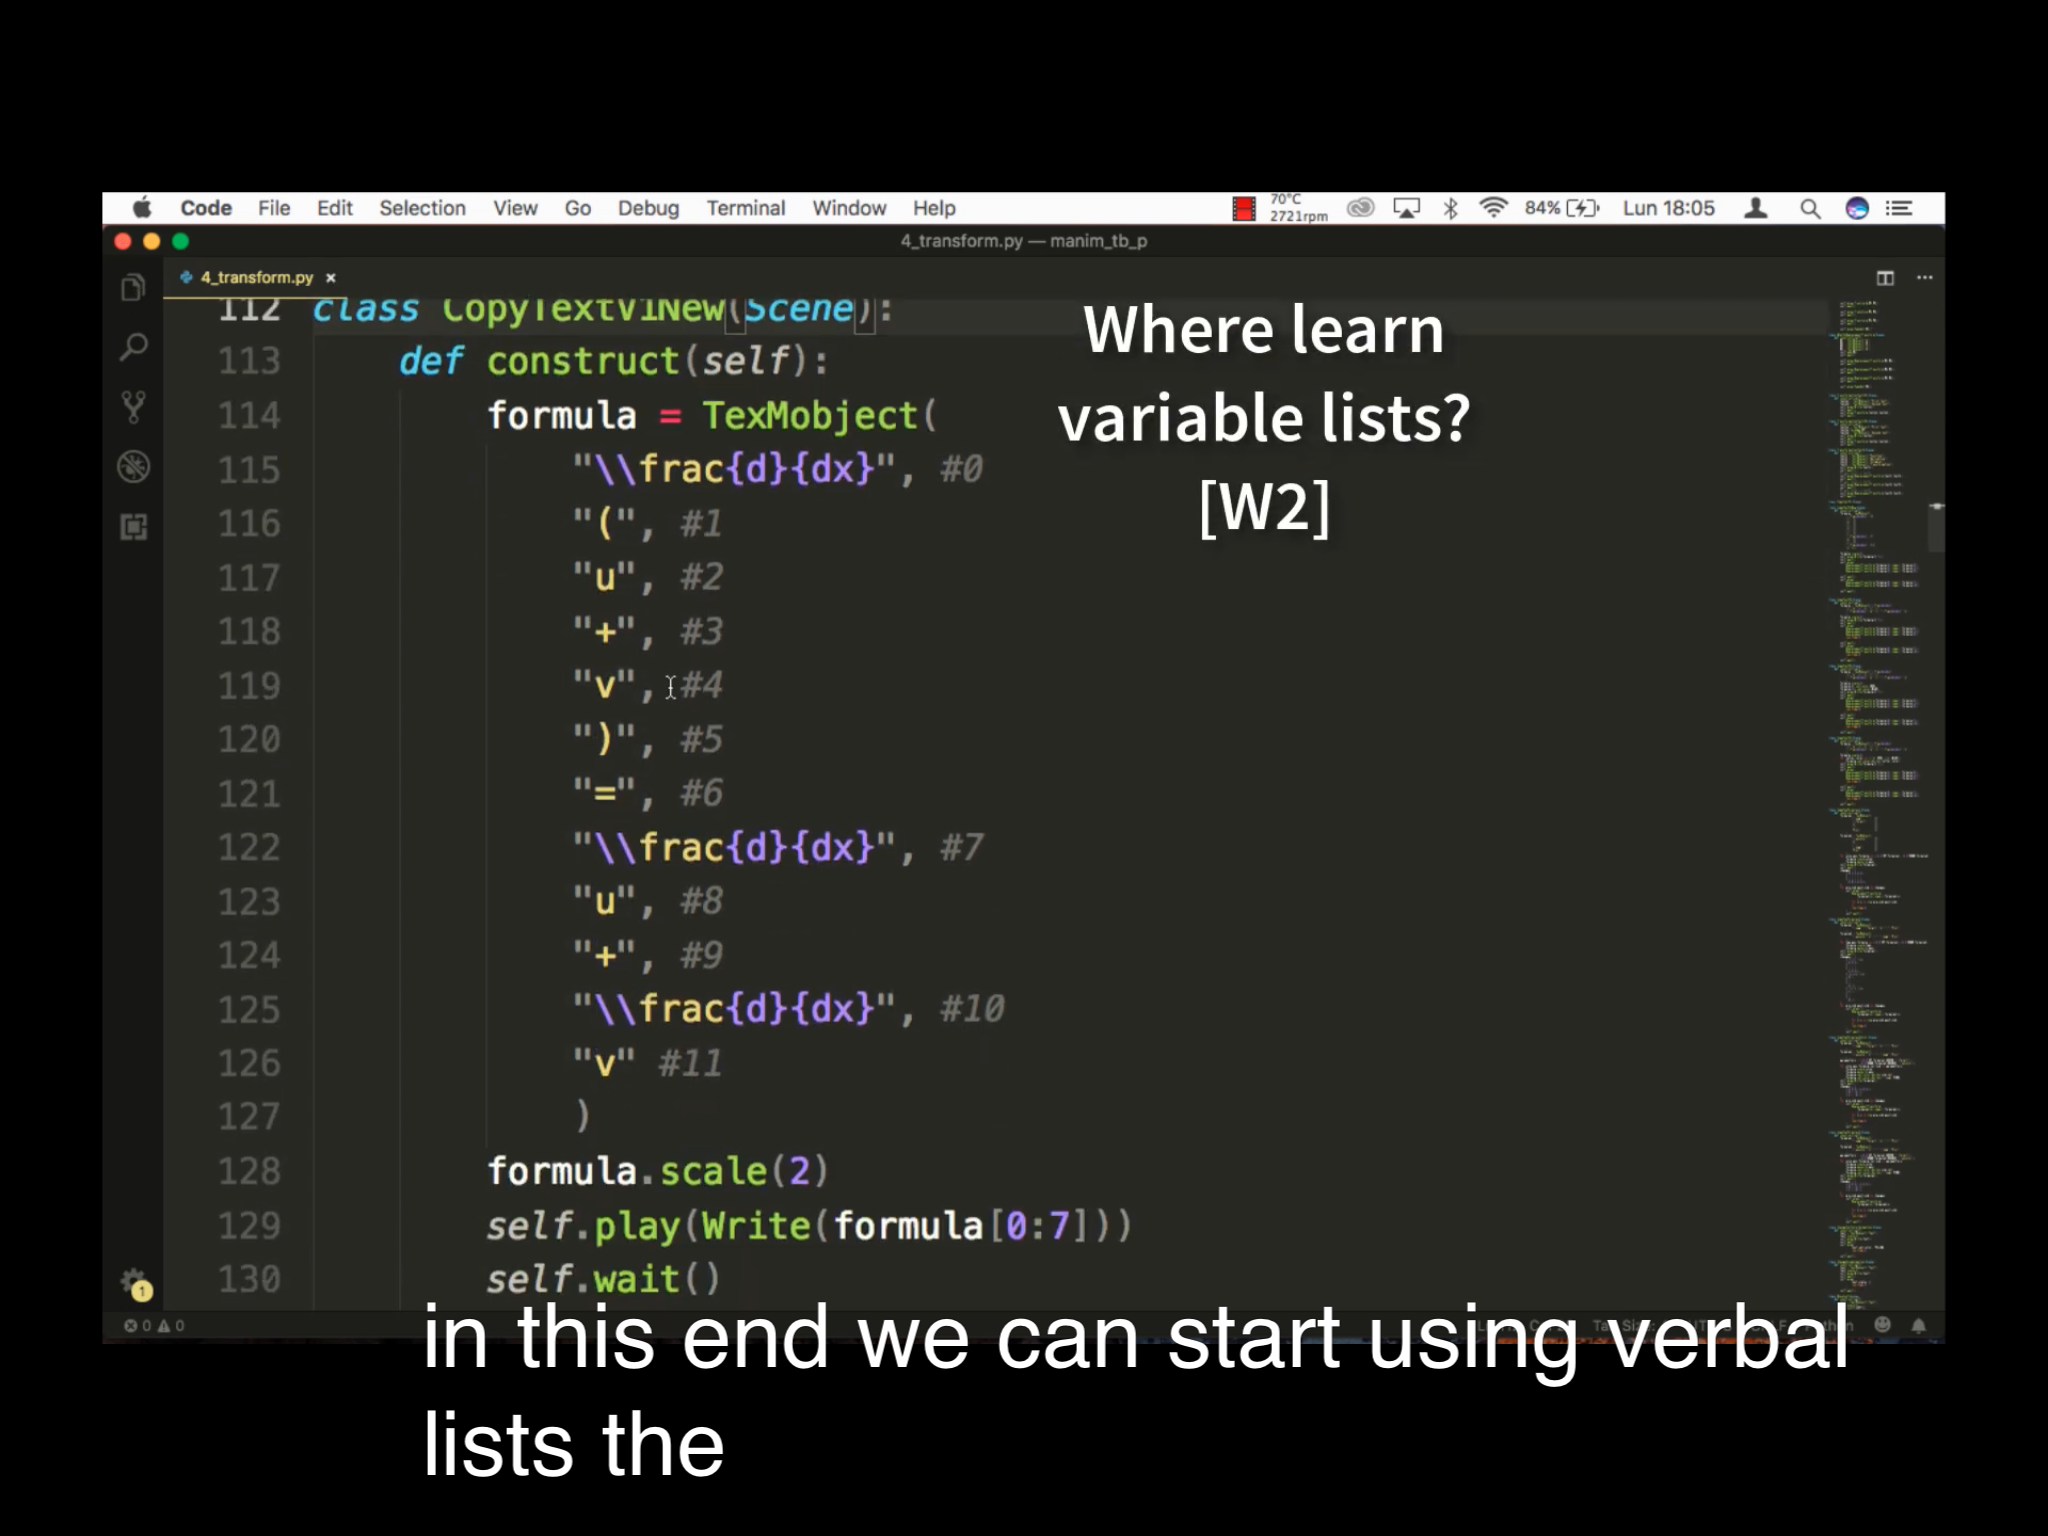 Code File Edit Selection View Go Debug Terminal Window Help 70°C 2721rpm 84% Lun 18:05
4_transform.py — manim_tb_p
4_transform.py ×
112 class CopyTextV1New(Scene):
113 def construct(self):
114 formula = TexMobject(
115 "\\frac{d}{dx}", #0
116 "(", #1
117 "u", #2
118 "+", #3
119 "v", #4
120 ")", #5
121 "=", #6
122 "\\frac{d}{dx}", #7
123 "u", #8
124 "+", #9
125 "\\frac{d}{dx}", #10
126 "v" #11
127 )
128 formula.scale(2)
129 self.play(Write(formula[0:7]))
130 self.wait()
Where learn
variable lists?
[W2]
1
0 0
in this end we can start using verbal
lists the